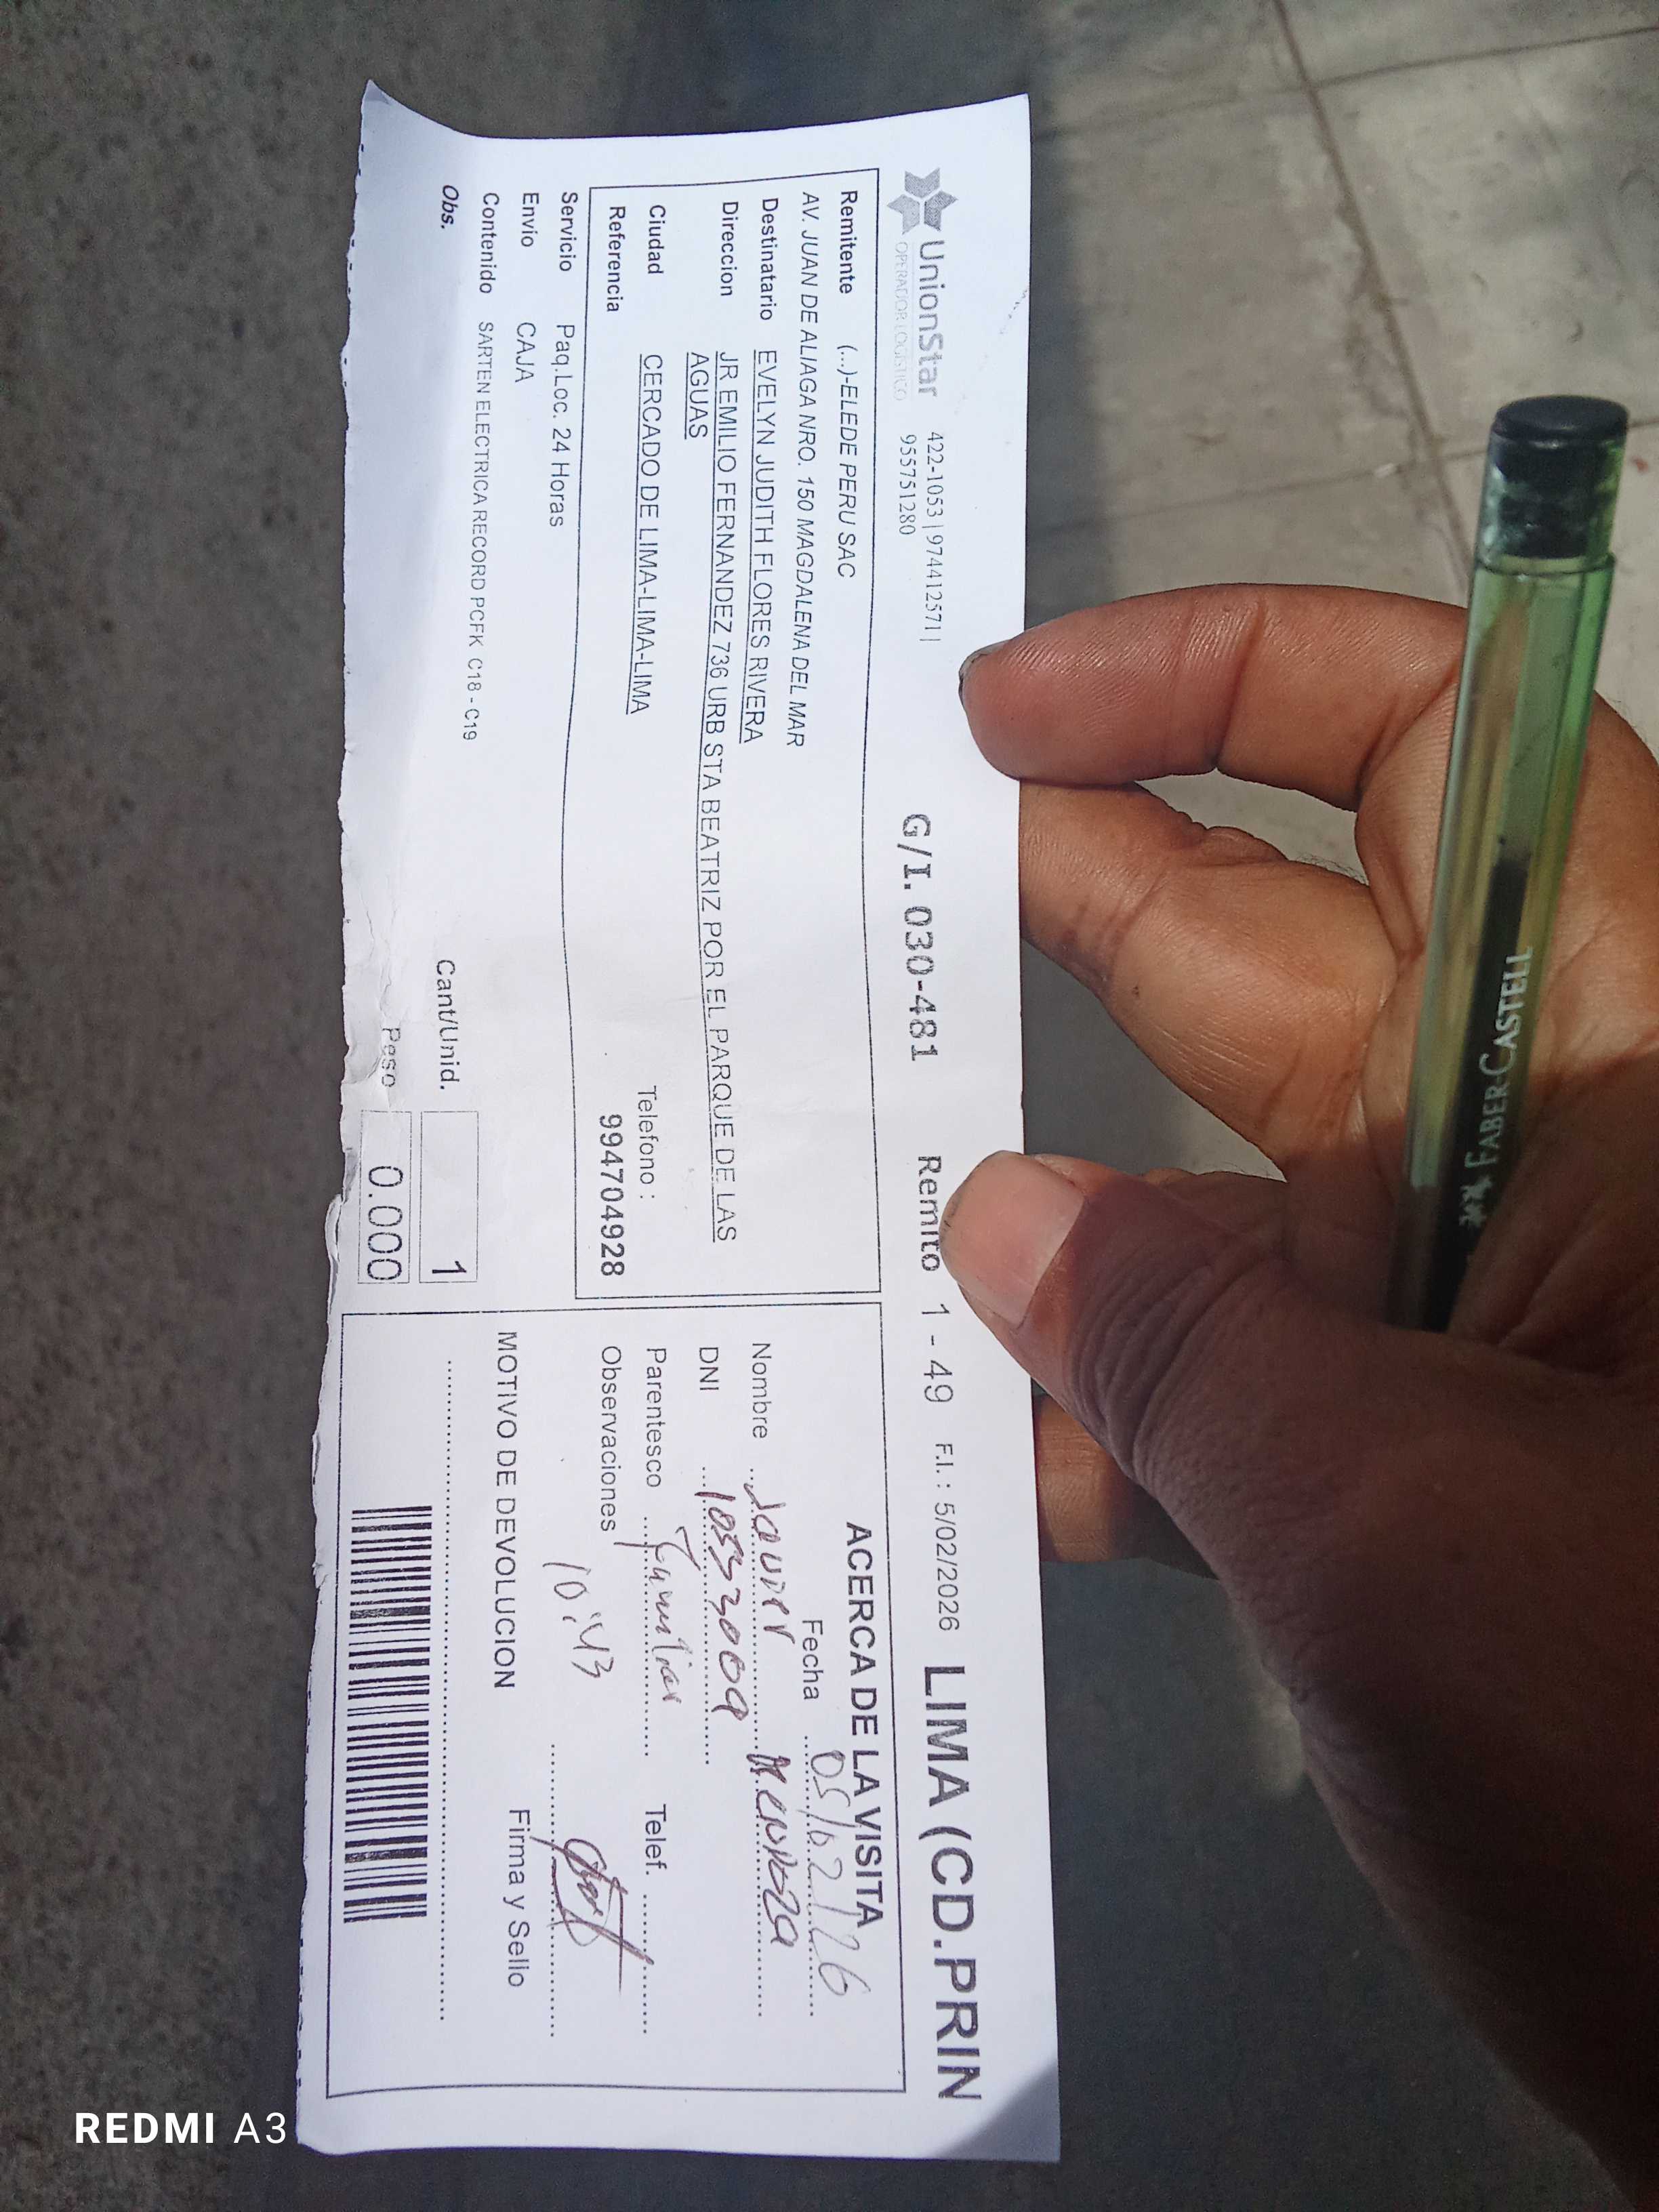 UnionStar
OPERADOR LOGISTICO
422-1053 | 974412571 |
955751280
G/I. 030-481 Remito 1 - 49 F.I. : 5/02/2026 LIMA (CD.PRIN
Remitente (...)-ELEDE PERU SAC
AV. JUAN DE ALIAGA NRO. 150 MAGDALENA DEL MAR
Destinatario EVELYN JUDITH FLORES RIVERA
Direccion JR EMILIO FERNANDEZ 736 URB STA BEATRIZ POR EL PARQUE DE LAS
AGUAS
Ciudad CERCADO DE LIMA-LIMA-LIMA Telefono :
Referencia 994704928
Servicio Paq.Loc. 24 Horas
Envío CAJA
Contenido SARTEN ELECTRICA RECORD PCFK C18 - C19
Obs. Cant/Unid. 1
Peso 0.000
ACERCA DE LA VISITA
Fecha 05/02/26
Nombre Javier Mendoza
DNI
Parentesco Familiar Telef.
Observaciones
10:43
MOTIVO DE DEVOLUCION Firma y Sello
FABER-CASTELL
REDMI A3